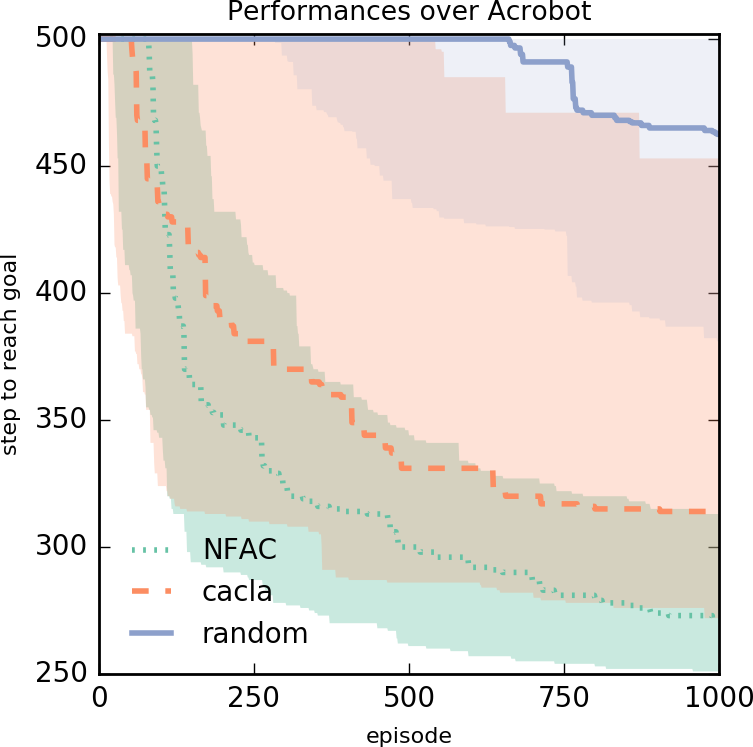 Performances over Acrobot
500
450
400
350
300
250
step to reach goal
NFAC
cacla
random
0 250 500 750 1000
episode